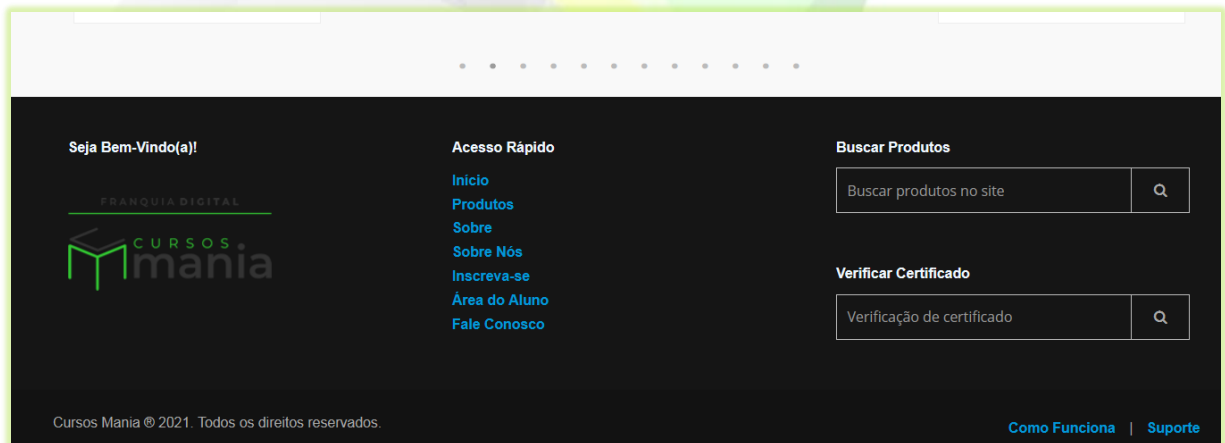 Seja Bem-Vindo(a)!
FRANQUIA DIGITAL
CURSOS
mania
Acesso Rápido
Inicio
Produtos
Sobre
Sobre Nós
Inscreva-se
Área do Aluno
Fale Conosco
Buscar Produtos
Buscar produtos no site
Verificar Certificado
Verificação de certificado
Cursos Mania ® 2021. Todos os direitos reservados.
Como Funciona | Suporte